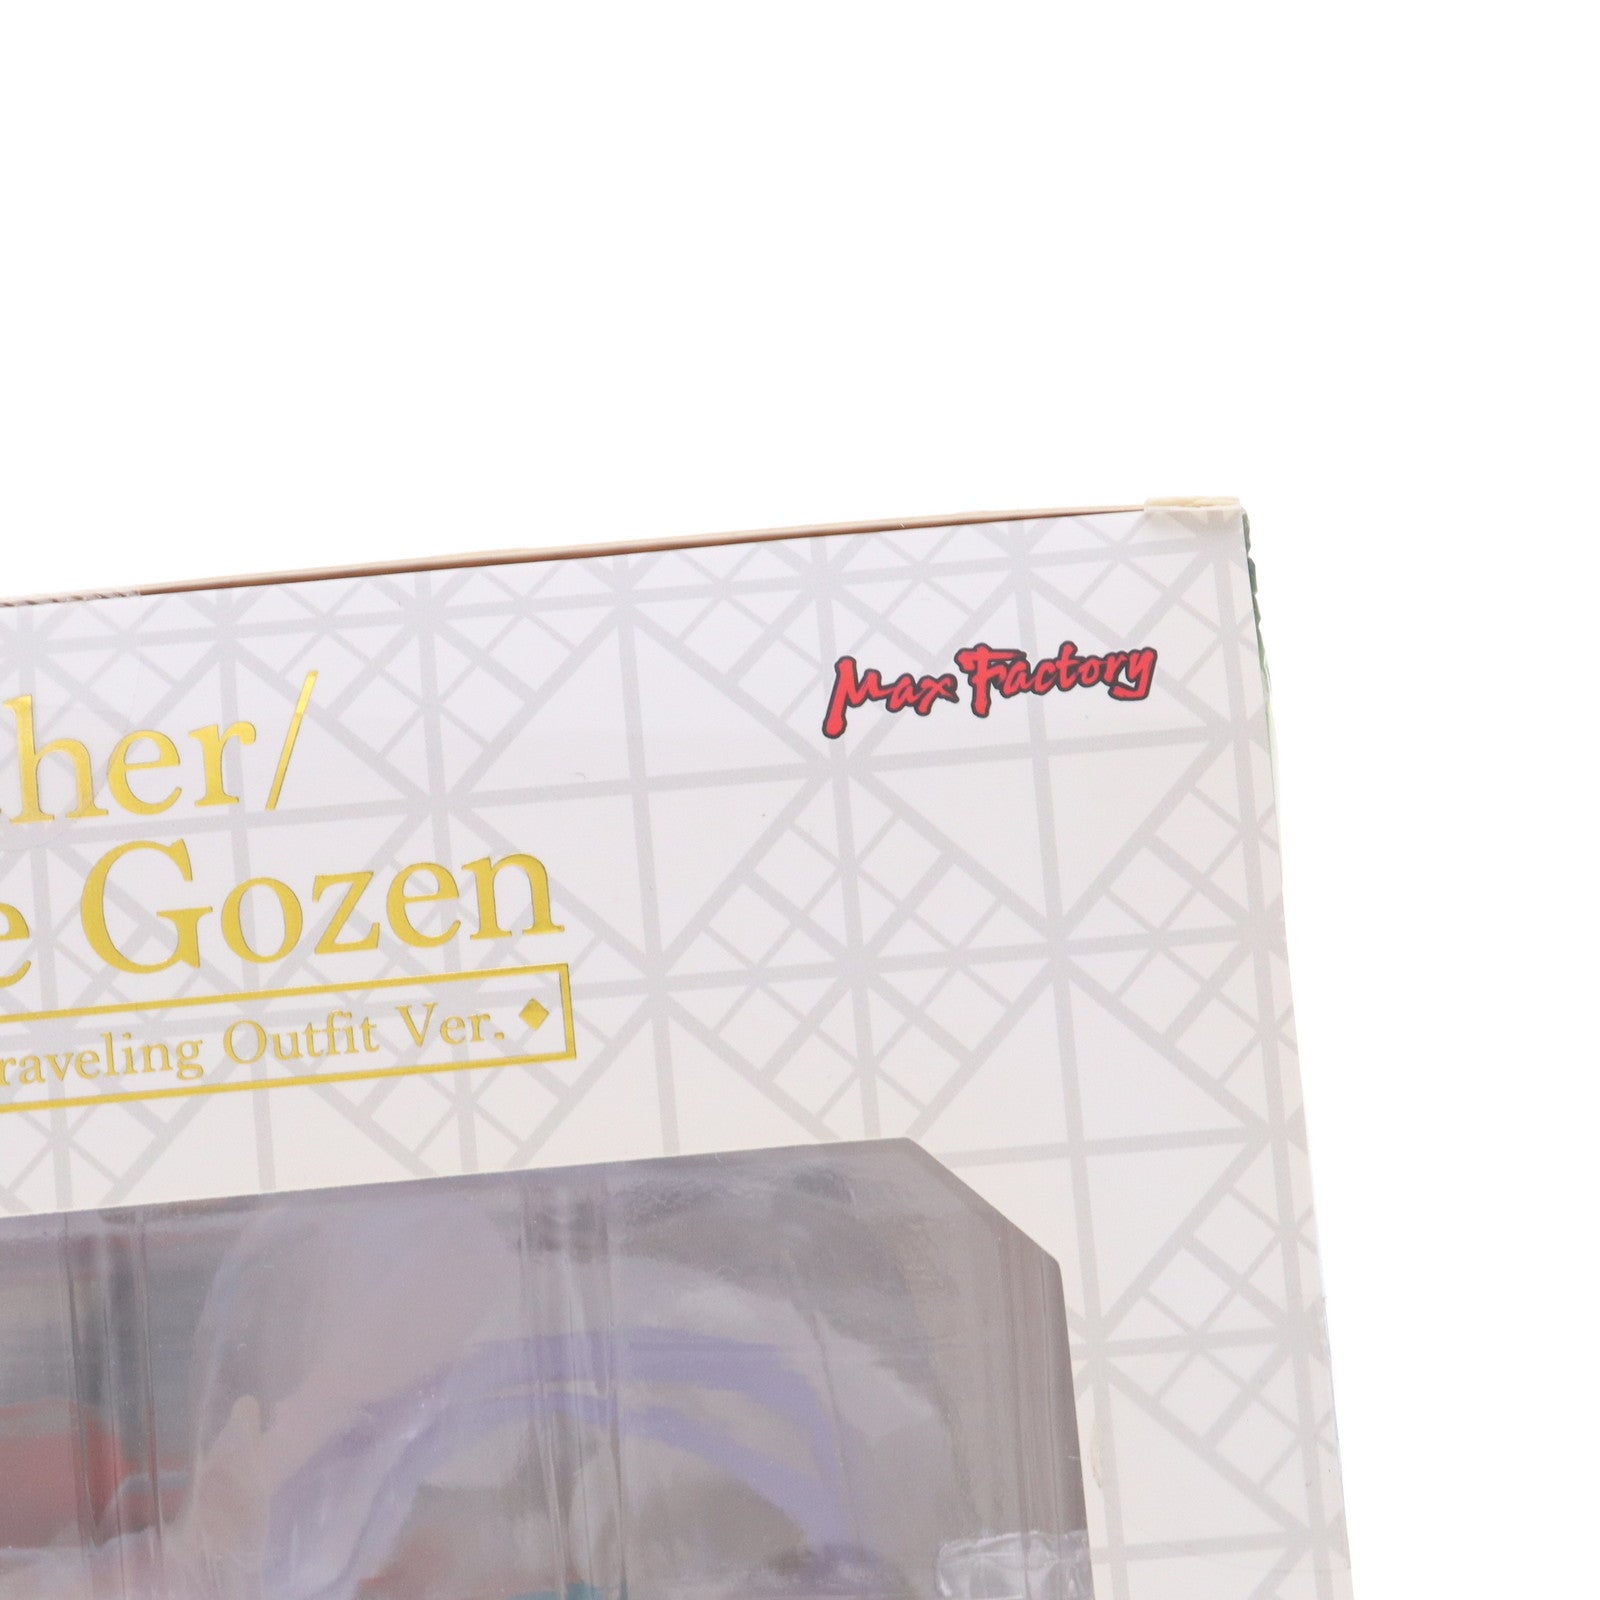 Max Factory
her/
e Gozen
raveling Outfit Ver.